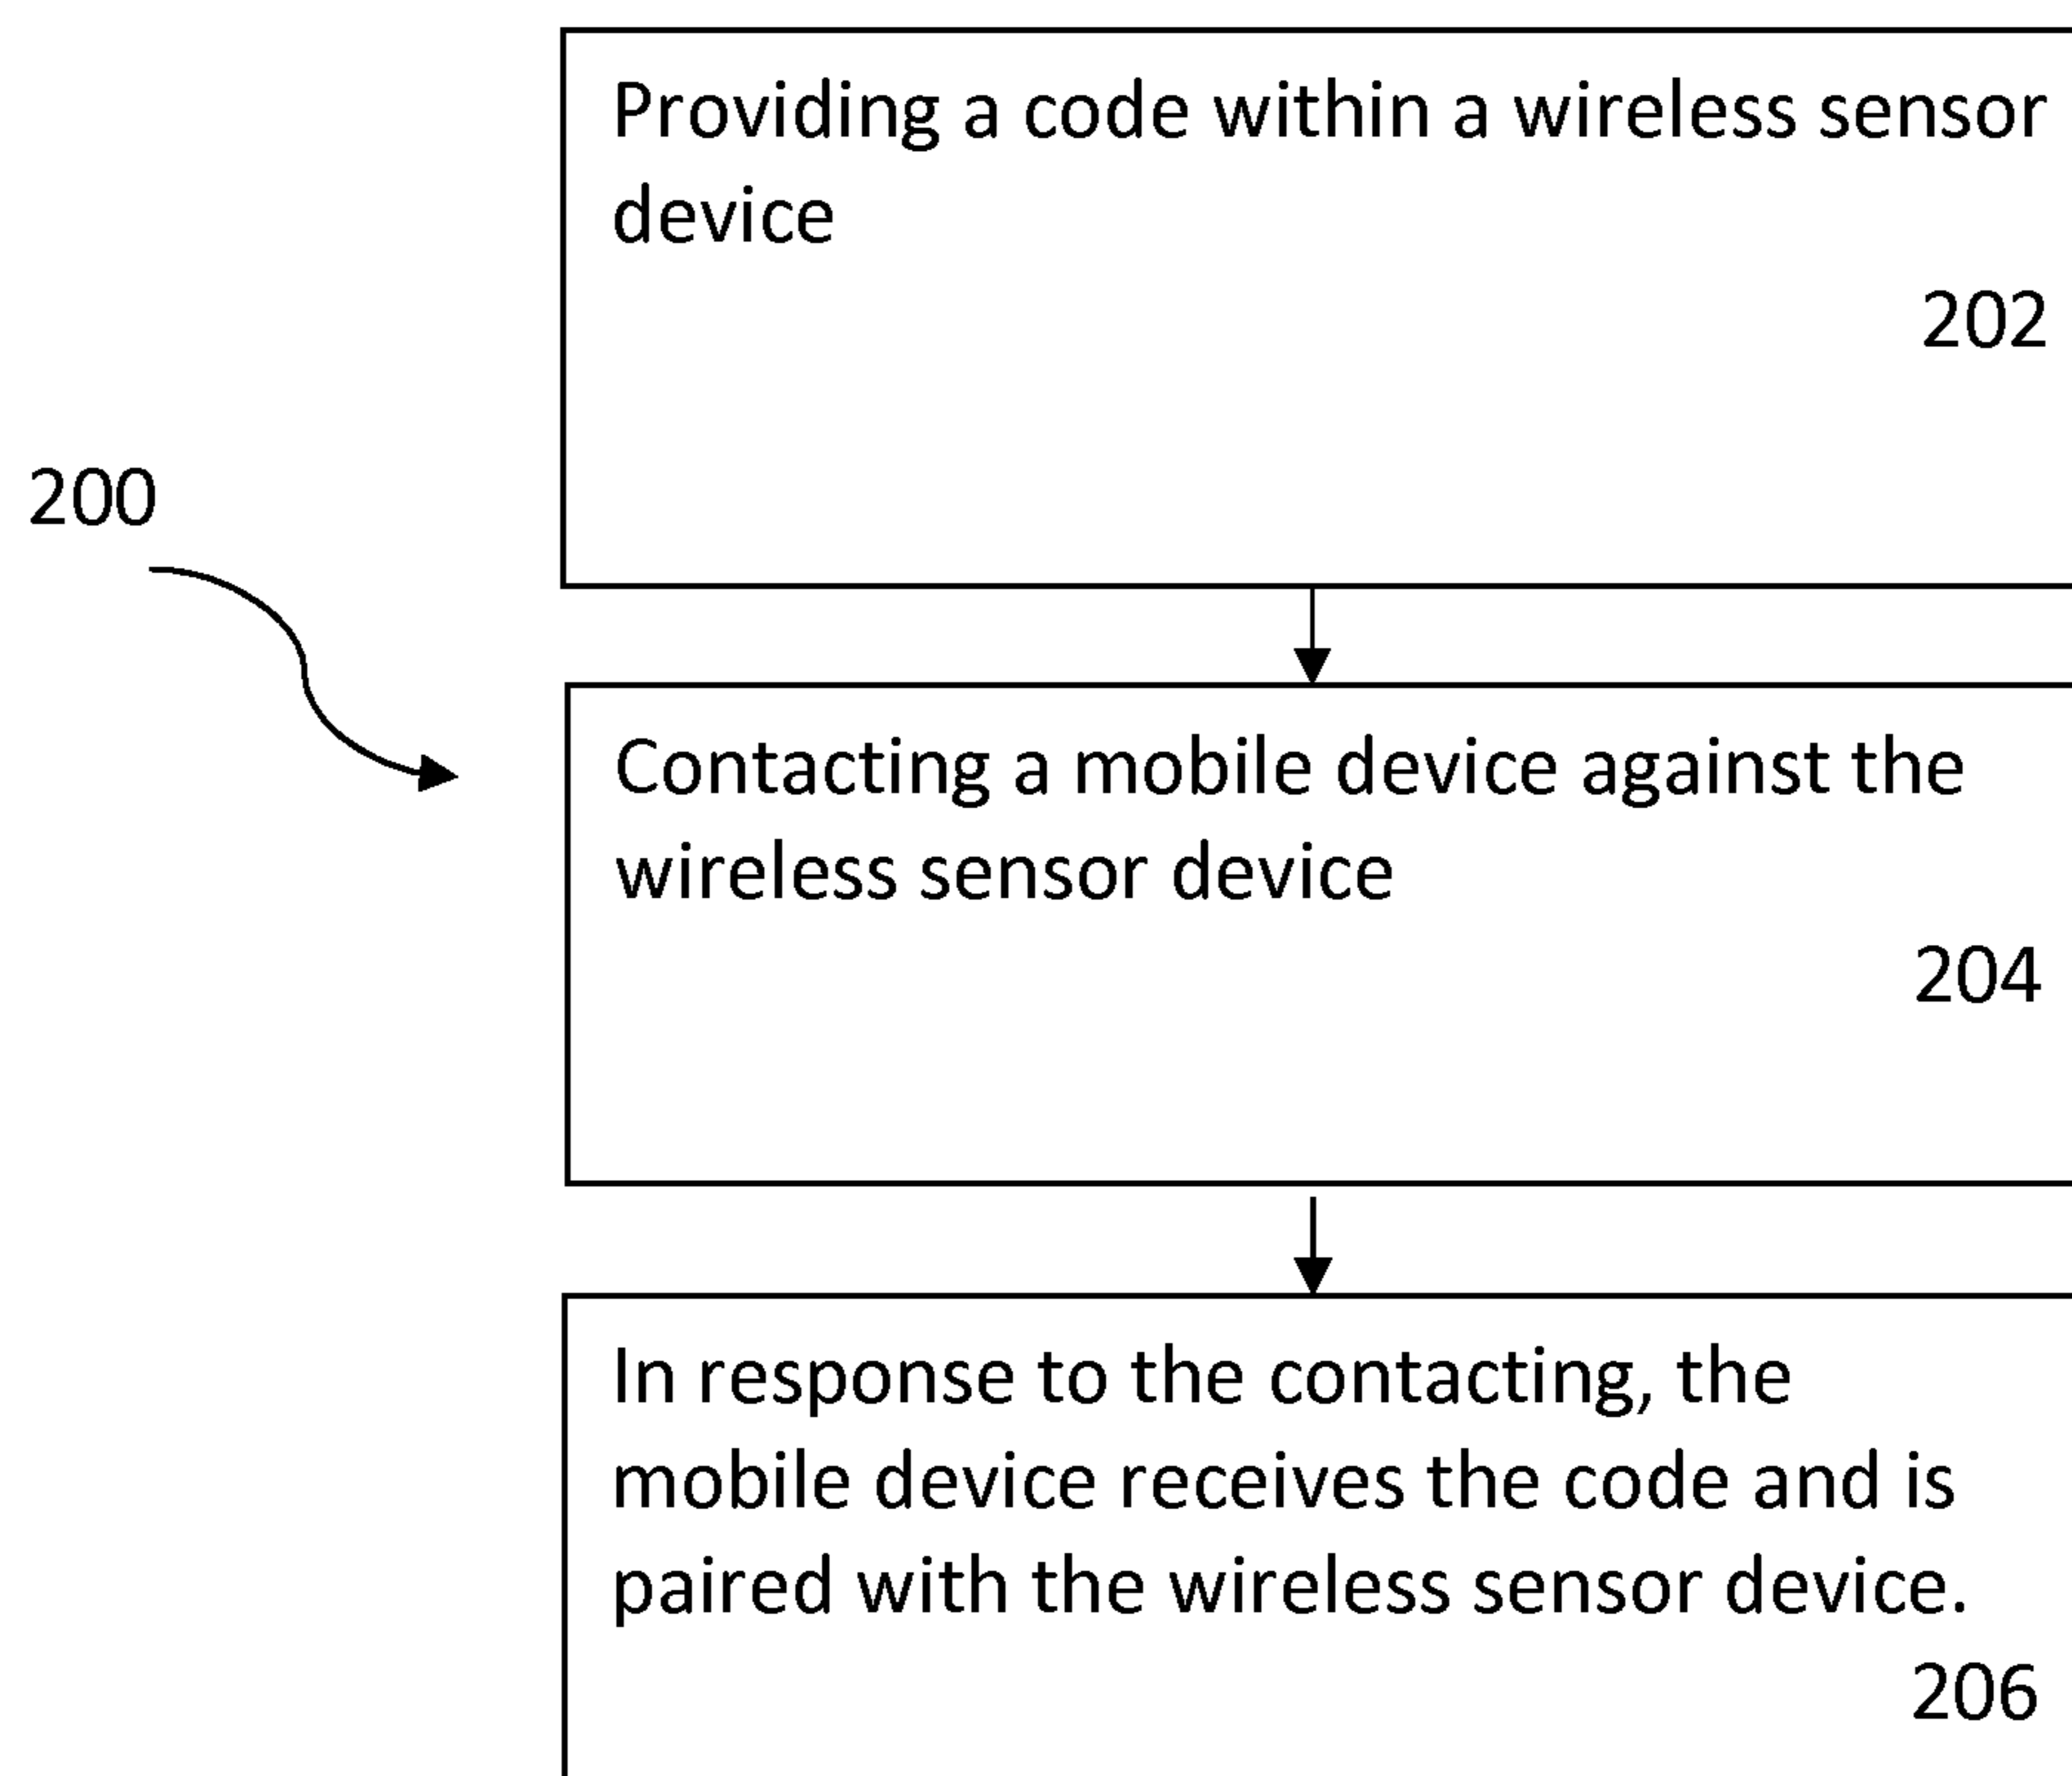 Providing a code within a wireless sensor
device
202
200
Contacting a mobile device against the
wireless sensor device
204
In response to the contacting, the
mobile device receives the code and is
paired with the wireless sensor device.
206